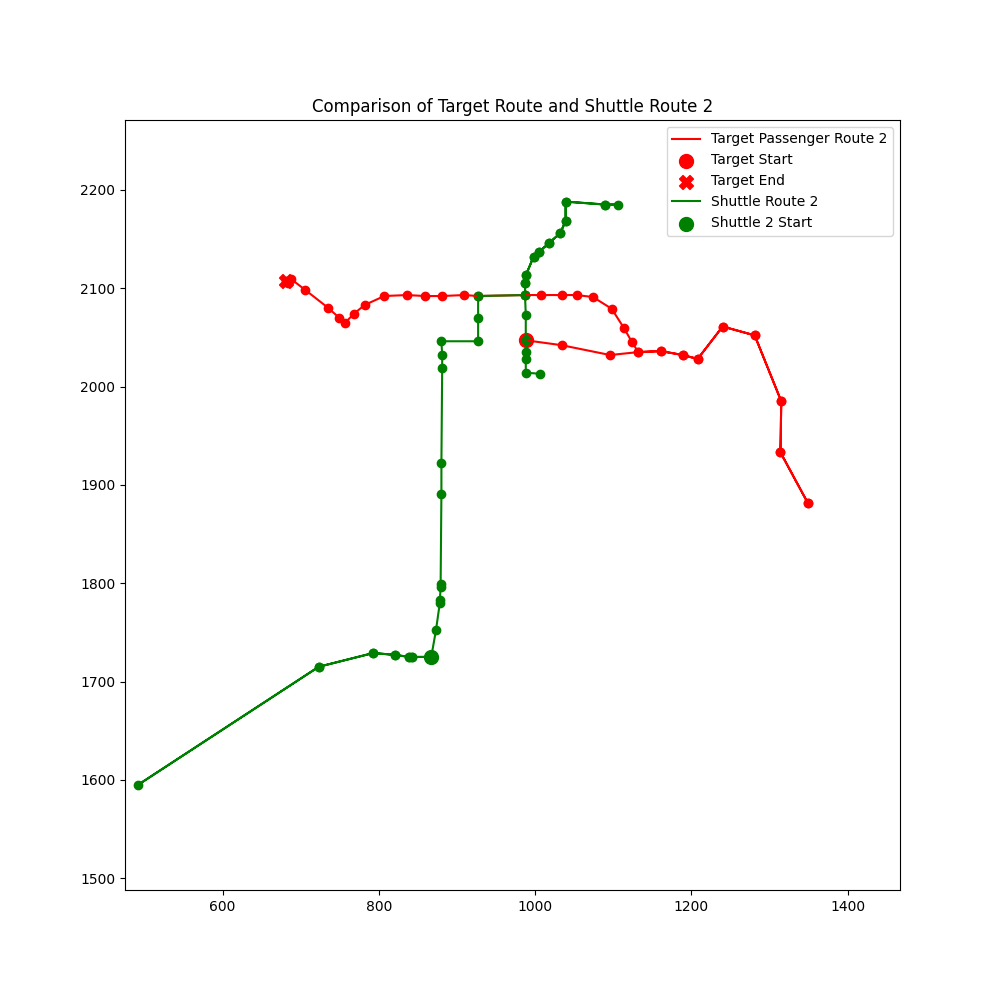 Comparison of Target Route and Shuttle Route 2
Target Passenger Route 2
Target Start
Target End
Shuttle Route 2
Shuttle 2 Start
2200
2100
2000
1900
1800
1700
1600
1500
600 800 1000 1200 1400